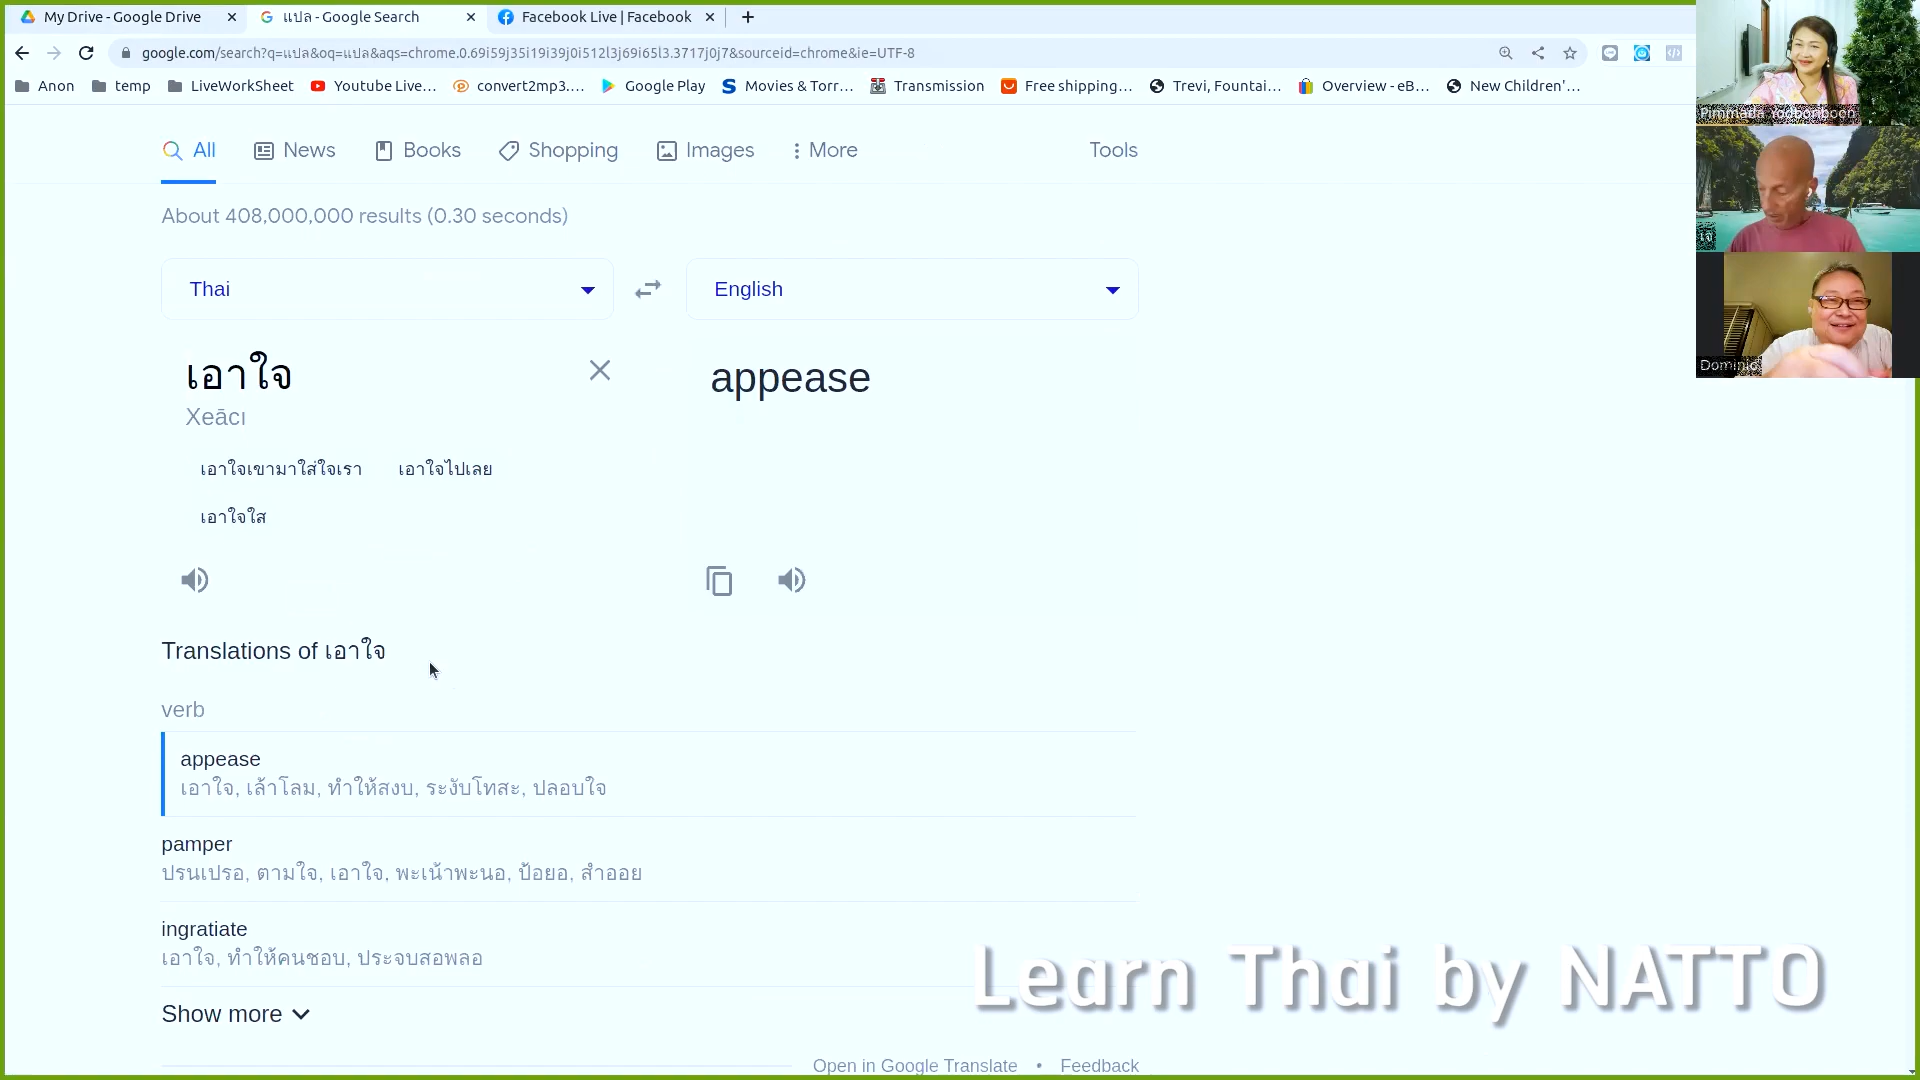 My Drive - Google Drive
แปล - Google Search
Facebook Live | Facebook
google.com/search?q=แปล&oq=แปล&aqs=chrome.0.69i59j35i19i39j0i512l3j69i65l3.3717j0j7&sourceid=chrome&ie=UTF-8
Anon temp LiveWorkSheet Youtube Live… convert2mp3.… Google Play Movies & Torr… Transmission Free shipping… Trevi, Fountai… Overview - eB… New Children'…
All News Books Shopping Images More Tools
About 408,000,000 results (0.30 seconds)
Thai English
เอาใจ appease
Xeācı
เอาใจเขามาใส่ใจเรา เอาใจไปเลย
เอาใจใส
Translations of เอาใจ
verb
appease
เอาใจ, เล้าโลม, ทำให้สงบ, ระงับโทสะ, ปลอบใจ
pamper
ปรนเปรอ, ตามใจ, เอาใจ, พะเน้าพะนอ, ป้อยอ, สำออย
ingratiate
เอาใจ, ทำให้คนชอบ, ประจบสอพลอ
Show more
Open in Google Translate • Feedback
Dominic
Learn Thai by NATTO